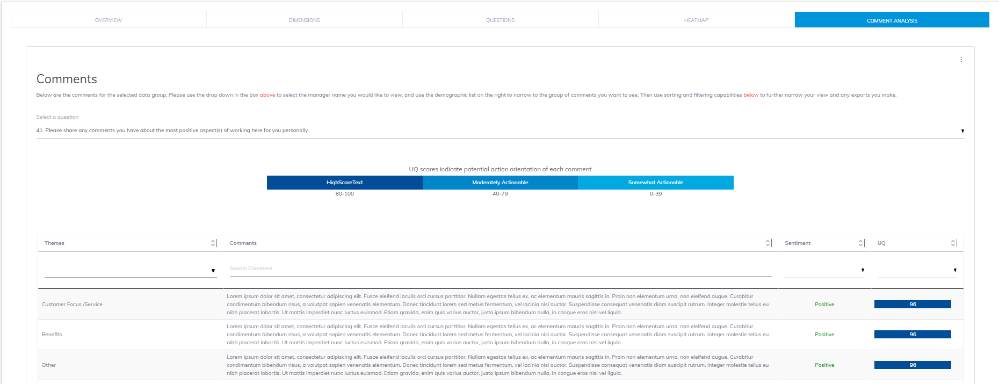 OVERVIEW
DIMENSIONS
QUESTIONS
HEATMAP
COMMENT ANALYSIS
Comments
Below are the comments for the selected data group. Please use the drop down in the box above to select the manager name you would like to view, and use the demographic list on the right to narrow to the group of comments you want to see. Then use sorting and filtering capabilities below to further narrow your view and any exports you make.
Select a question
41. Please share any comments you have about the most positive aspect(s) of working here for you personally.
UQ scores indicate potential action orientation of each comment
HighScoreText
Moderately Actionable
Somewhat Actionable
80-100
40-79
0-39
Themes
Comments
Sentiment
UQ
Search Comment
Customer Focus /Service
Lorem ipsum dolor sit amet, consectetur adipiscing elit. Fusce eleifend iaculis orci cursus porttitor. Nullam egestas tellus ex, ac elementum mauris sagittis in. Proin non elementum urna, non eleifend augue. Curabitur
condimentum bibendum risus, a volutpat sapien venenatis elementum. Donec tincidunt lorem sed metus fermentum, vel lacinia nisi auctor. Suspendisse consequat venenatis diam suscipit rutrum. Integer molestie tellus eu
nibh placerat lobortis. Ut mattis imperdiet nunc luctus euismod. Etiam gravida, enim quis varius auctor, justo ipsum bibendum nulla, in congue eros nisl vel ligula.
Positive
96
Benefits
Lorem ipsum dolor sit amet, consectetur adipiscing elit. Fusce eleifend iaculis orci cursus porttitor. Nullam egestas tellus ex, ac elementum mauris sagittis in. Proin non elementum urna, non eleifend augue. Curabitur
condimentum bibendum risus, a volutpat sapien venenatis elementum. Donec tincidunt lorem sed metus fermentum, vel lacinia nisi auctor. Suspendisse consequat venenatis diam suscipit rutrum. Integer molestie tellus eu
nibh placerat lobortis. Ut mattis imperdiet nunc luctus euismod. Etiam gravida, enim quis varius auctor, justo ipsum bibendum nulla, in congue eros nisl vel ligula.
Positive
96
Other
Lorem ipsum dolor sit amet, consectetur adipiscing elit. Fusce eleifend iaculis orci cursus porttitor. Nullam egestas tellus ex, ac elementum mauris sagittis in. Proin non elementum urna, non eleifend augue. Curabitur
condimentum bibendum risus, a volutpat sapien venenatis elementum. Donec tincidunt lorem sed metus fermentum, vel lacinia nisi auctor. Suspendisse consequat venenatis diam suscipit rutrum. Integer molestie tellus eu
nibh placerat lobortis. Ut mattis imperdiet nunc luctus euismod. Etiam gravida, enim quis varius auctor, justo ipsum bibendum nulla, in congue eros nisl vel ligula.
Positive
96